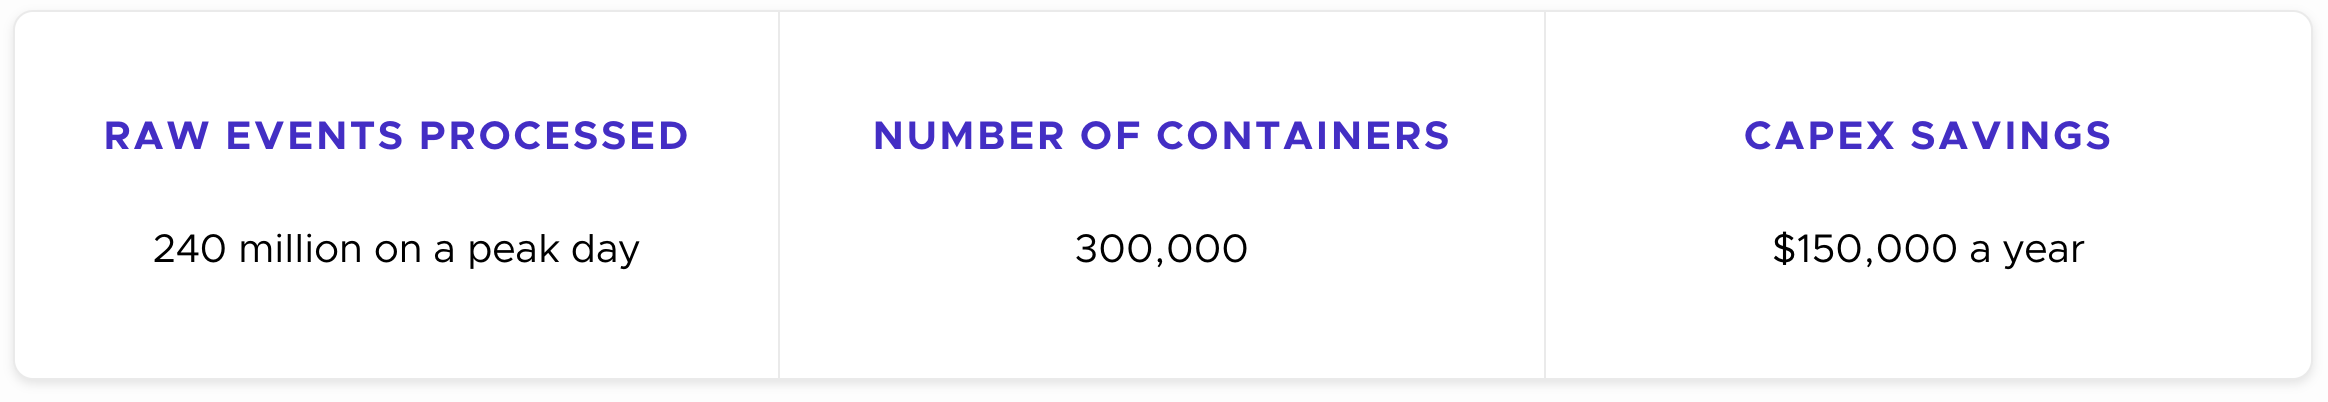 RAW EVENTS PROCESSED
240 million on a peak day
NUMBER OF CONTAINERS
300,000
CAPEX SAVINGS
$150,000 a year